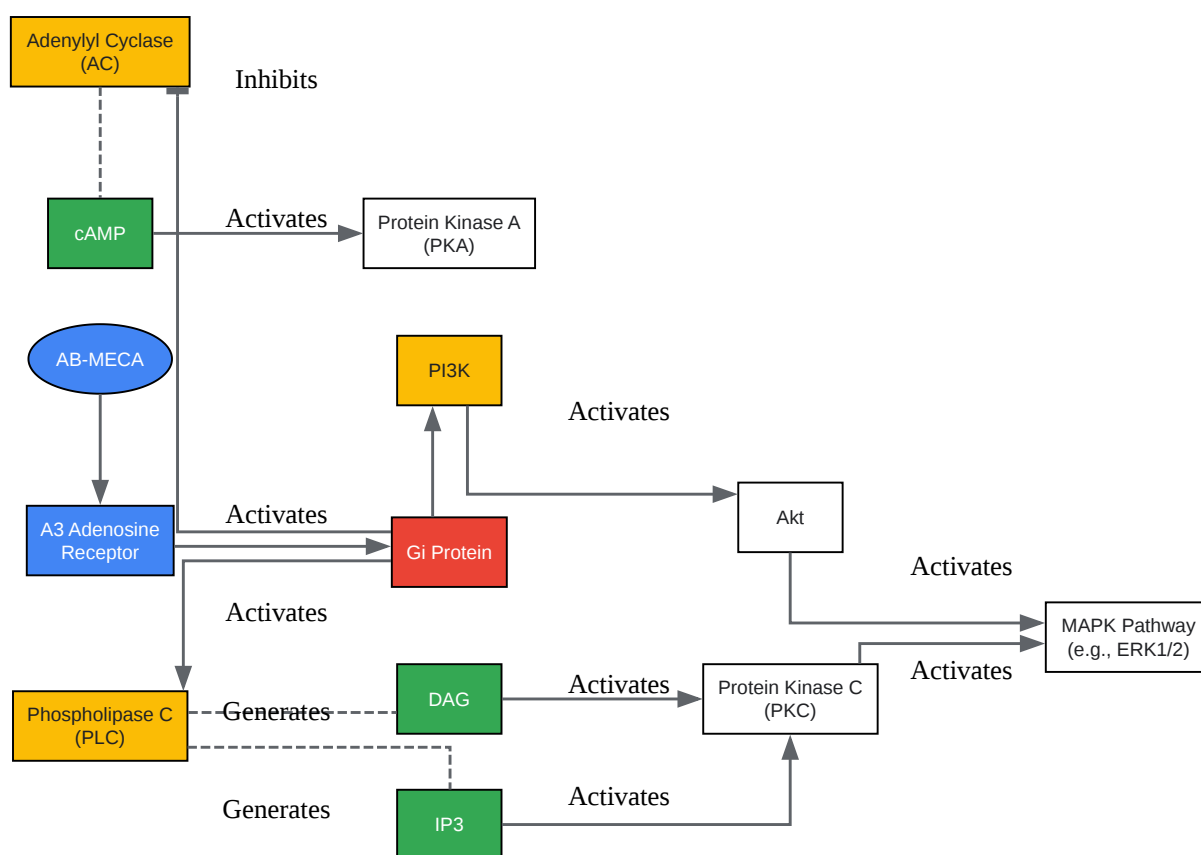 Adenylyl Cyclase
(AC)
Inhibits
cAMP
Activates
Protein Kinase A
(PKA)
AB-MECA
PI3K
Activates
A3 Adenosine
Receptor
Activates
Gi Protein
Akt
Activates
Activates
MAPK Pathway
(e.g., ERK1/2)
Phospholipase C
(PLC)
Generates
DAG
Activates
Protein Kinase C
(PKC)
Activates
Generates
IP3
Activates